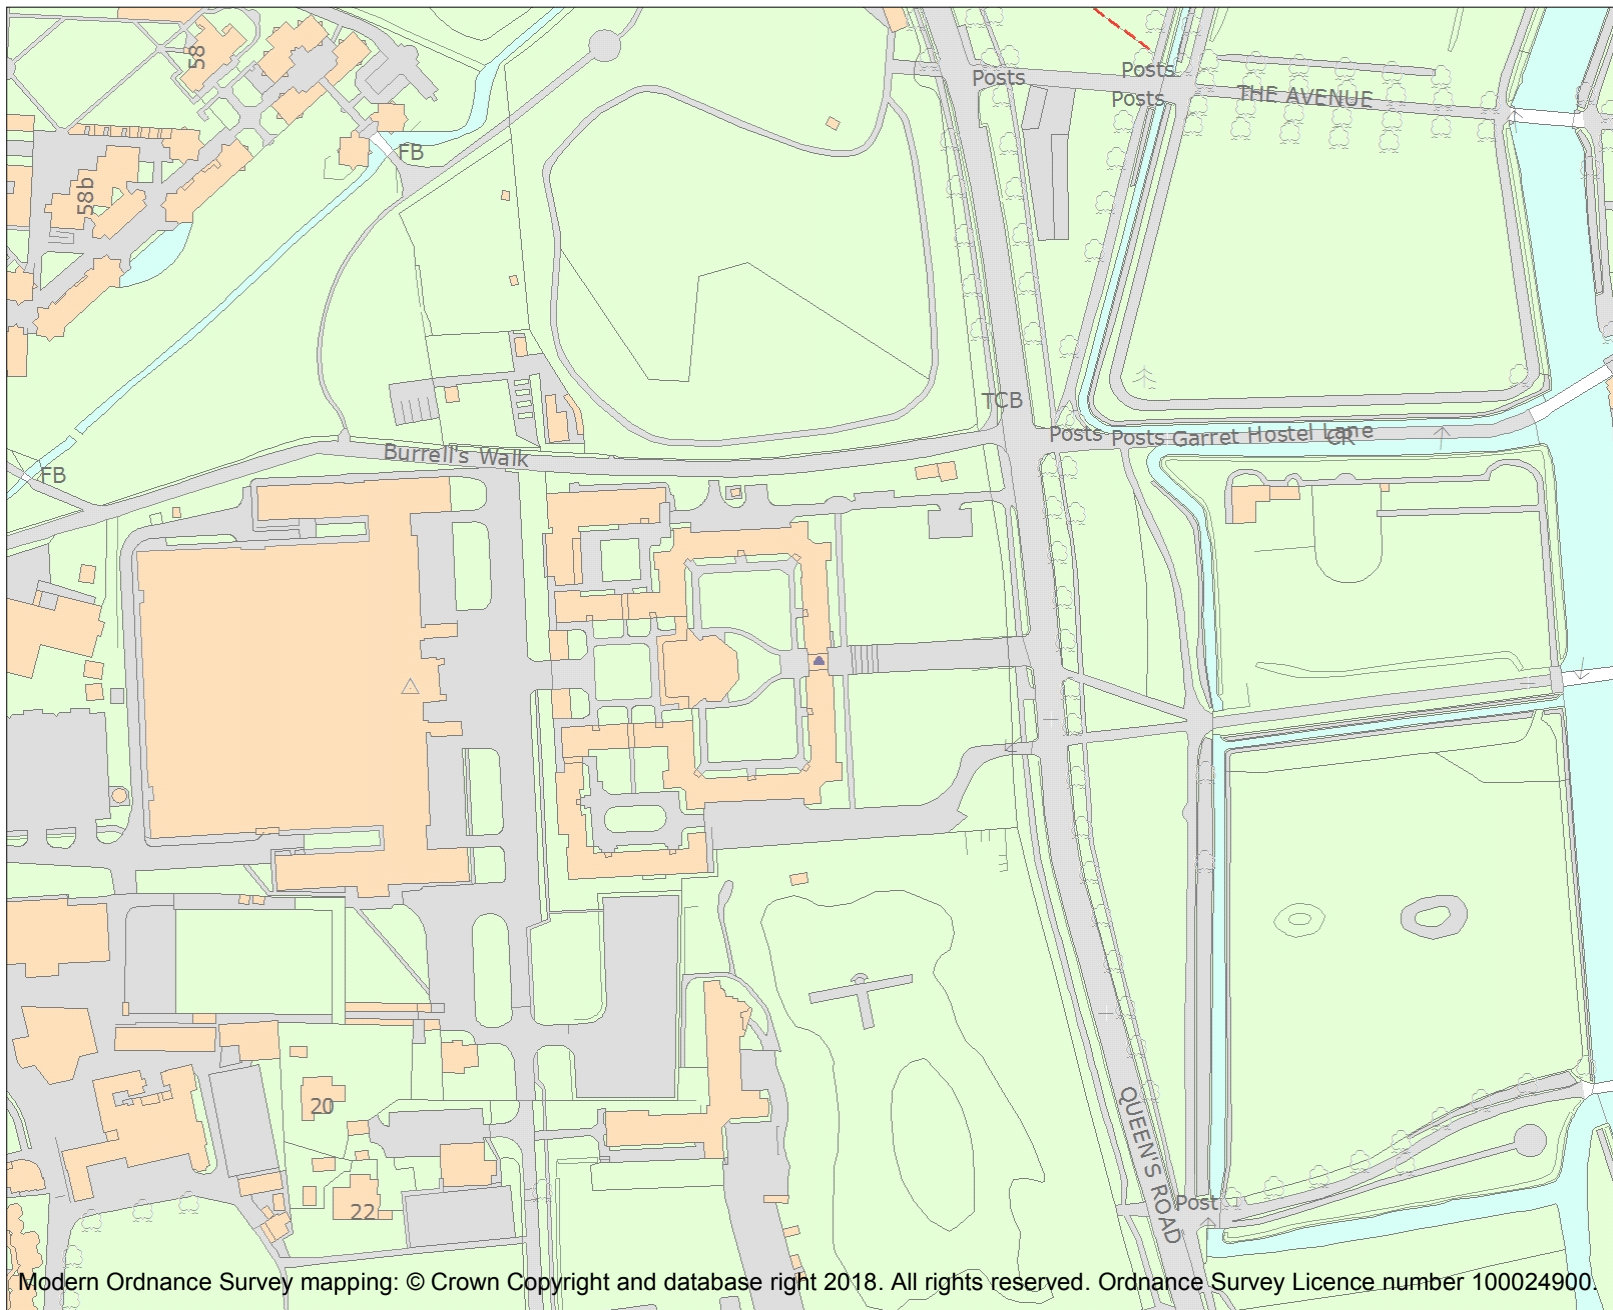 58
Posts
Posts
Posts
THE AVENUE
FB
58b
TCB
Posts
Posts
Garret Hostel Lane
CR
Burrell's Walk
FB
20
QUEEN'S ROAD
Post
22
Modern Ordnance Survey mapping: © Crown Copyright and database right 2018. All rights reserved. Ordnance Survey Licence number 100024900.